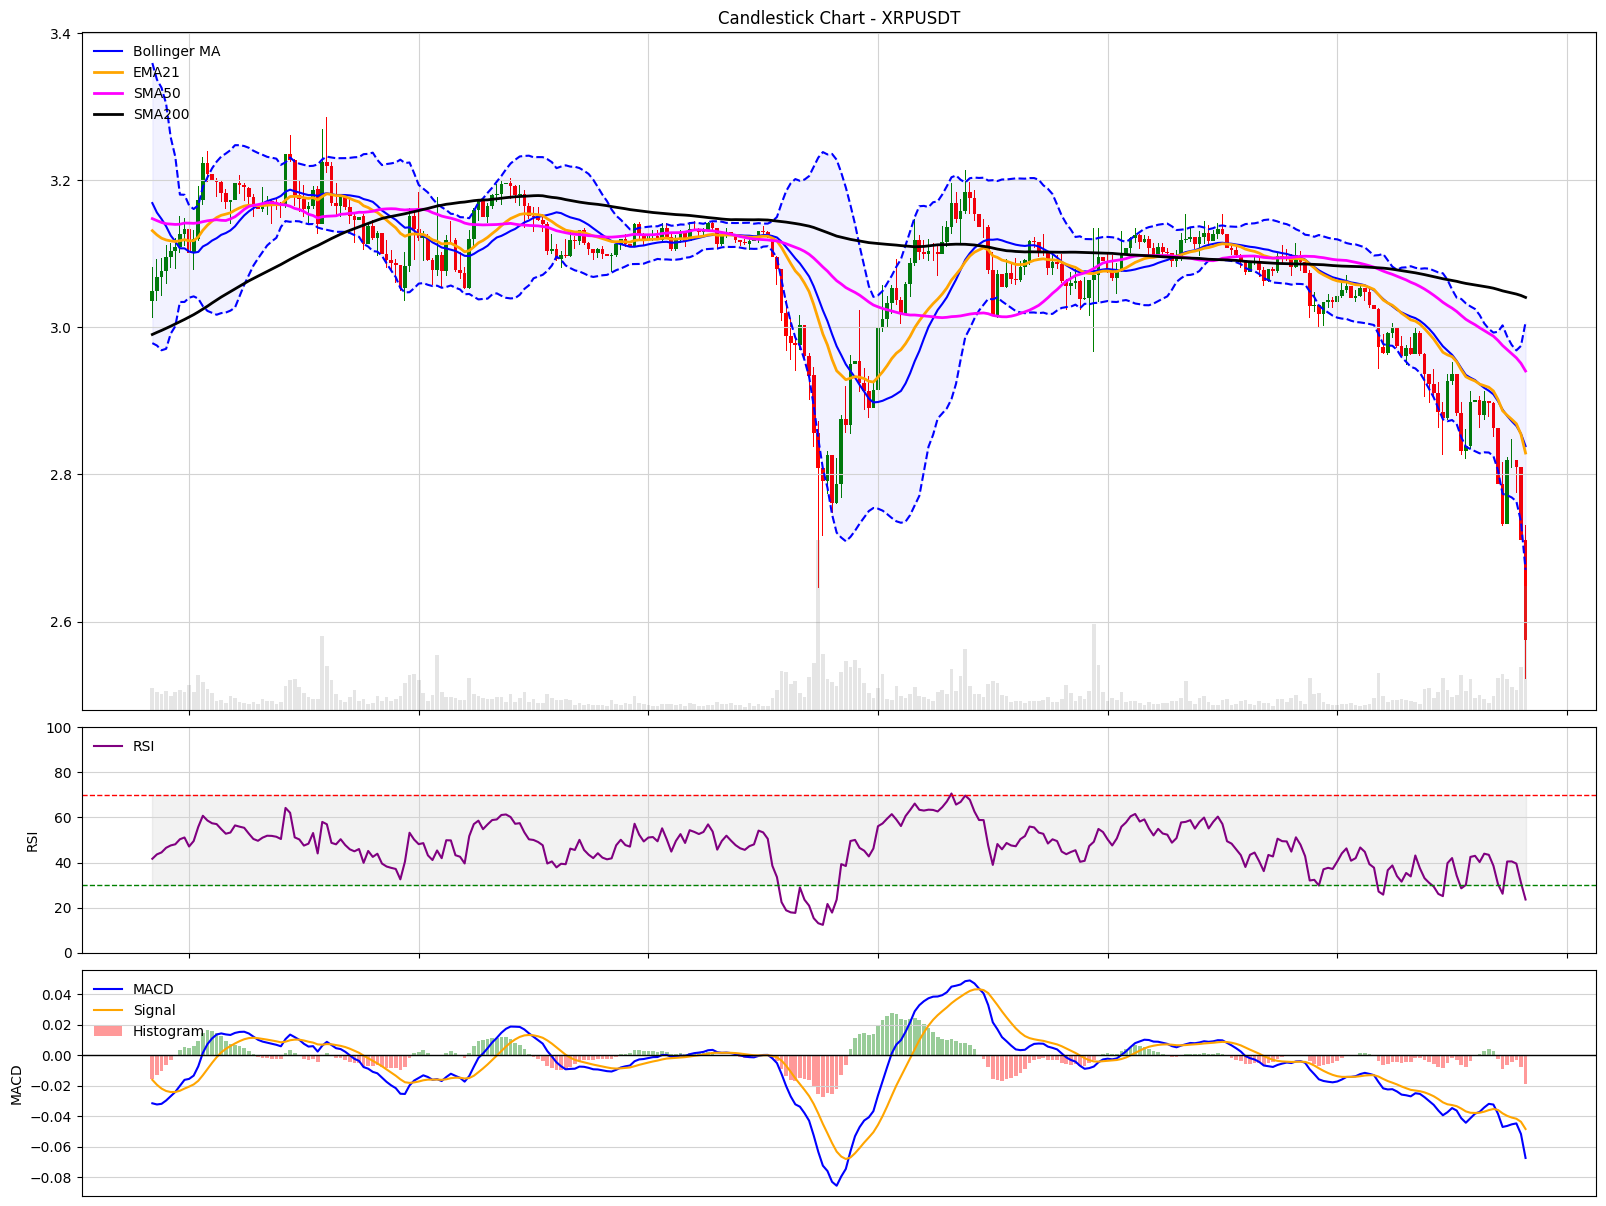 Candlestick Chart - XRPUSDT
3.4
3.2
3.0
2.8
2.6
Bollinger MA
EMA21
SMA50
SMA200
100
80
60
40
20
0
RSI
RSI
0.04
0.02
0.00
−0.02
−0.04
−0.06
−0.08
MACD
MACD
Signal
Histogram